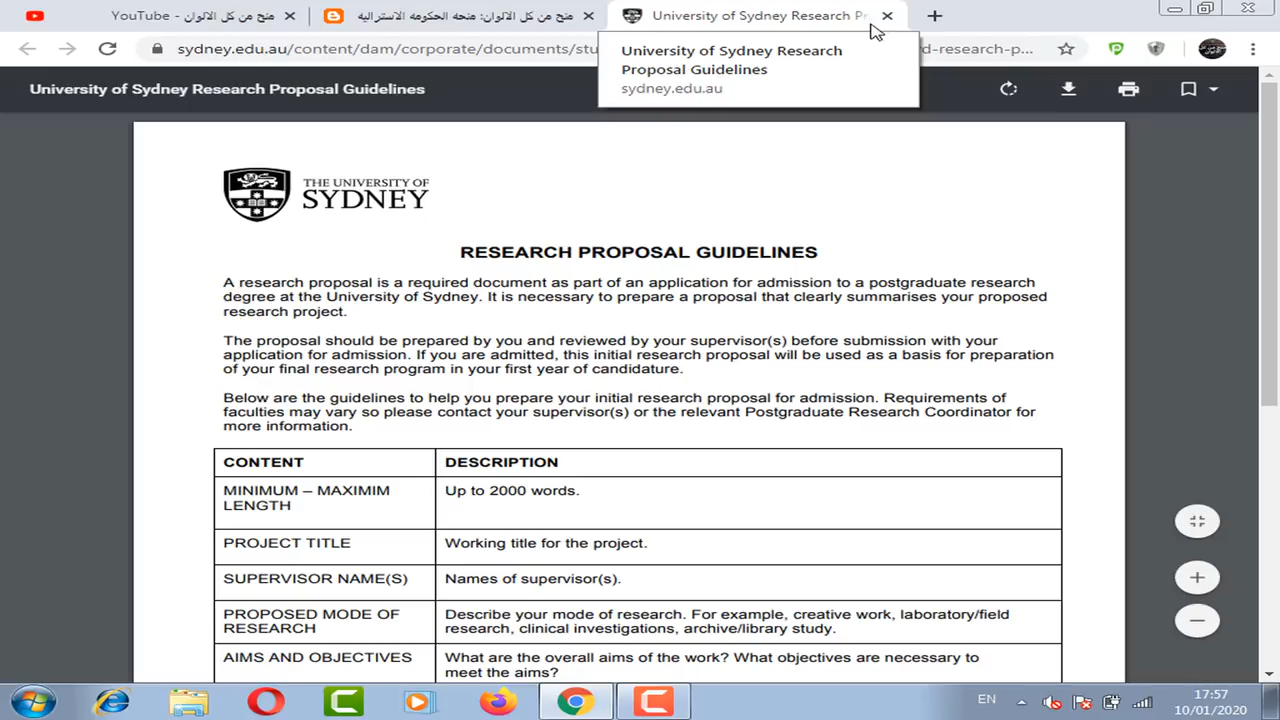 منح من كل الالوان - YouTube
منح من كل الالوان: منحه الحكومه الاستراليه
University of Sydney Research Pr
sydney.edu.au/content/dam/corporate/documents/stu
d-research-p...
University of Sydney Research
Proposal Guidelines
sydney.edu.au
University of Sydney Research Proposal Guidelines
THE UNIVERSITY OF
SYDNEY
RESEARCH PROPOSAL GUIDELINES
A research proposal is a required document as part of an application for admission to a postgraduate research
degree at the University of Sydney. It is necessary to prepare a proposal that clearly summarises your proposed
research project.
The proposal should be prepared by you and reviewed by your supervisor(s) before submission with your
application for admission. If you are admitted, this initial research proposal will be used as a basis for preparation
of your final research program in your first year of candidature.
Below are the guidelines to help you prepare your initial research proposal for admission. Requirements of
faculties may vary so please contact your supervisor(s) or the relevant Postgraduate Research Coordinator for
more information.
CONTENT
DESCRIPTION
MINIMUM – MAXIMIM
LENGTH
Up to 2000 words.
PROJECT TITLE
Working title for the project.
SUPERVISOR NAME(S)
Names of supervisor(s).
PROPOSED MODE OF
RESEARCH
Describe your mode of research. For example, creative work, laboratory/field
research, clinical investigations, archive/library study.
AIMS AND OBJECTIVES
What are the overall aims of the work? What objectives are necessary to
meet the aims?
EN
17:57
10/01/2020